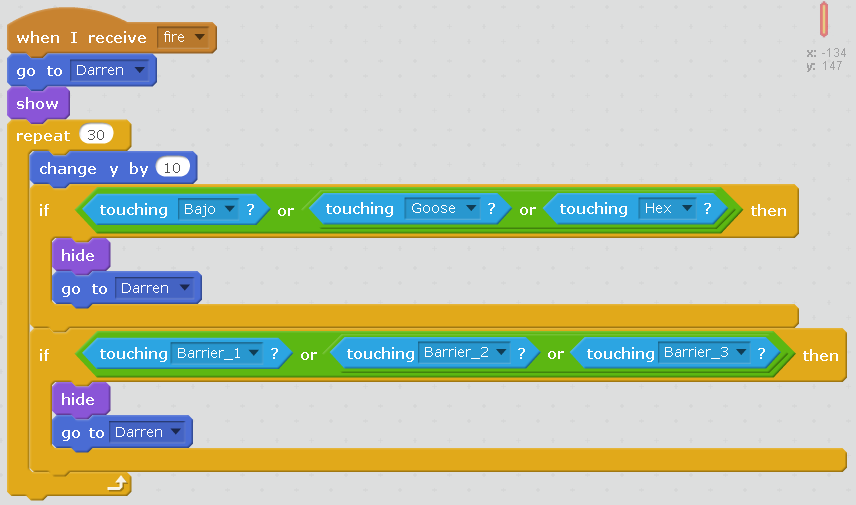 when I receive fire
x: -134
y: 147
go to Darren
show
repeat 30
change y by 10
if touching Bajo ? or touching Goose ? or touching Hex ? then
hide
go to Darren
if touching Barrier_1 ? or touching Barrier_2 ? or touching Barrier_3 ? then
hide
go to Darren